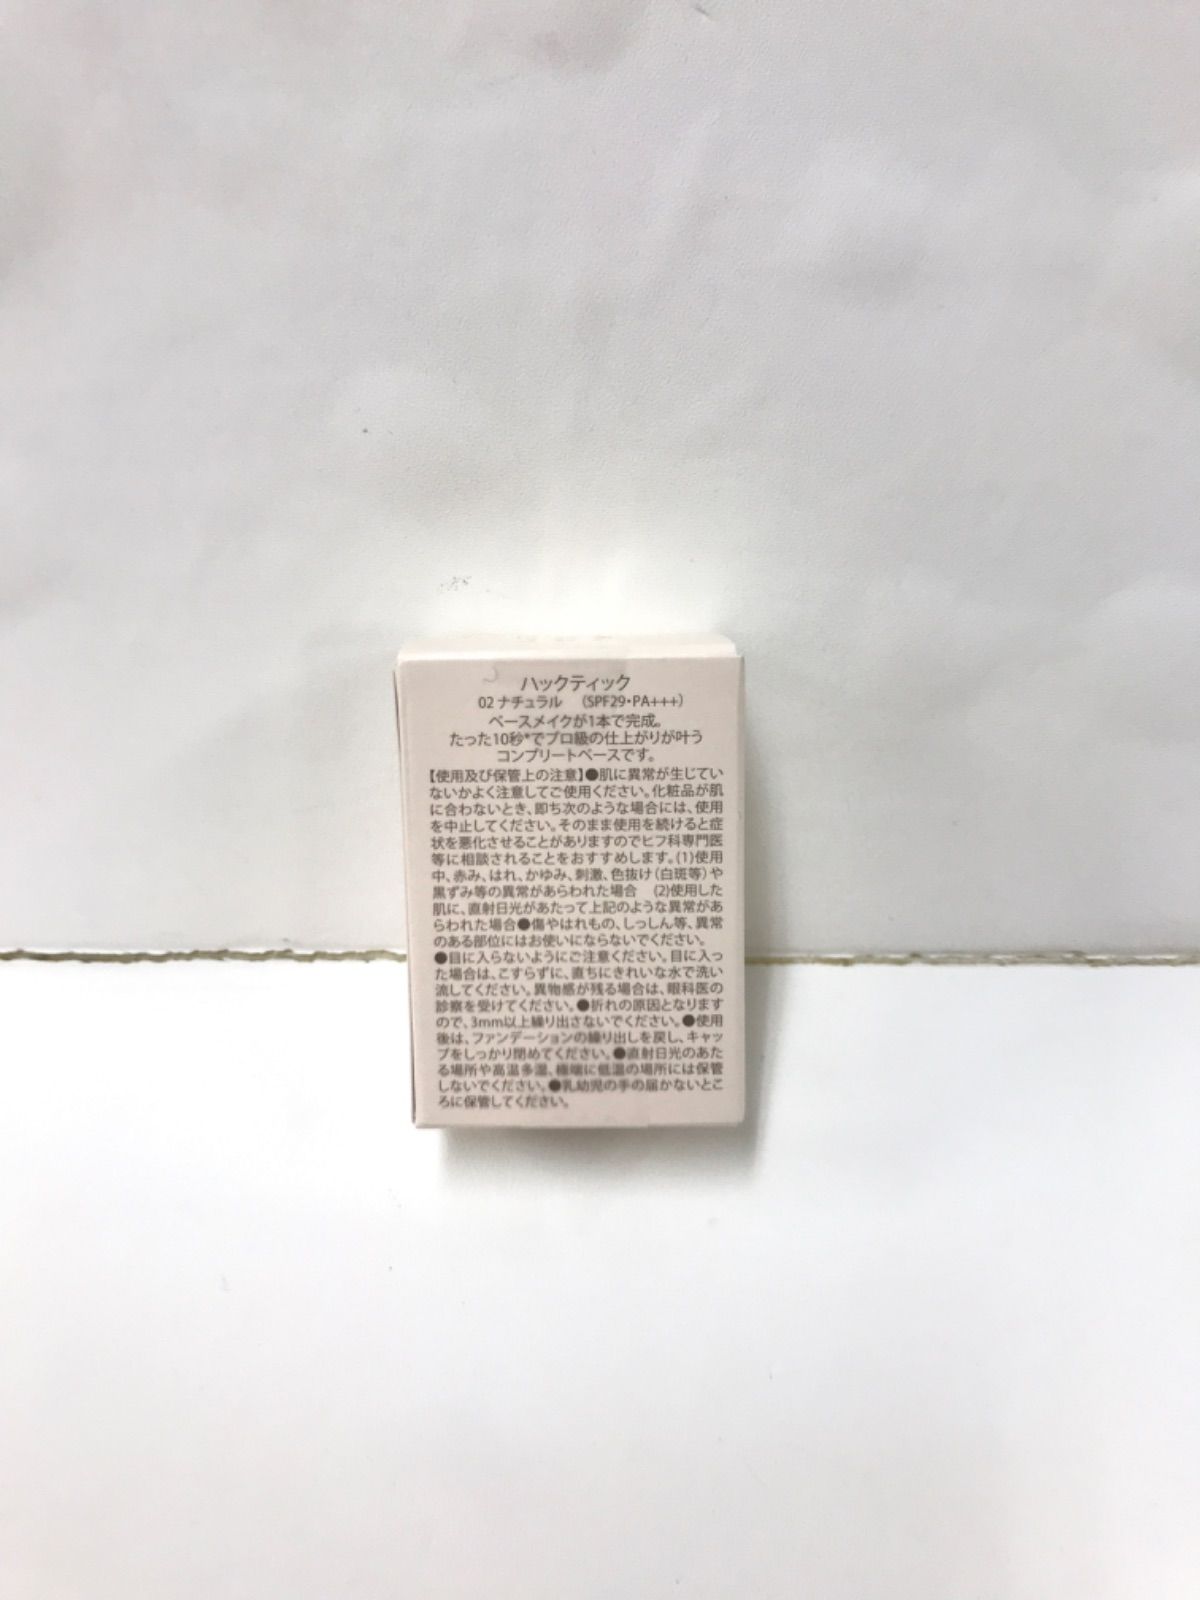 ハックティック
02 ナチュラル （SPF29・PA+++）
ベースメイクが1本で完成。
たった10秒*でプロ級の仕上がりが叶う
コンプリートベースです。
【使用及び保管上の注意】●肌に異常が生じてい
ないかよく注意してご使用ください。化粧品が肌
に合わないとき、即ち次のような場合には、使用
を中止してください。そのまま使用を続けると症
状を悪化させることがありますのでヒフ科専門医
等に相談されることをおすすめします。(1)使用
中、赤み、はれ、かゆみ、刺激、色抜け（白斑等）や
黒ずみ等の異常があらわれた場合 (2)使用した
肌に、直射日光があたって上記のような異常があ
らわれた場合●傷やはれもの、しっしん等、異常
のある部位にはお使いにならないでください。
●目に入らないようにご注意ください。目に入っ
た場合は、こすらずに、直ちにきれいな水で洗い
流してください。異物感が残る場合は、眼科医の
診察を受けてください。●折れの原因となります
ので、3mm以上繰り出さないでください。●使用
後は、ファンデーションの繰り出しを戻し、キャッ
プをしっかり閉めてください。●直射日光のあた
る場所や高温多湿、極端に低温の場所には保管
しないでください。●乳幼児の手の届かないとこ
ろに保管してください。